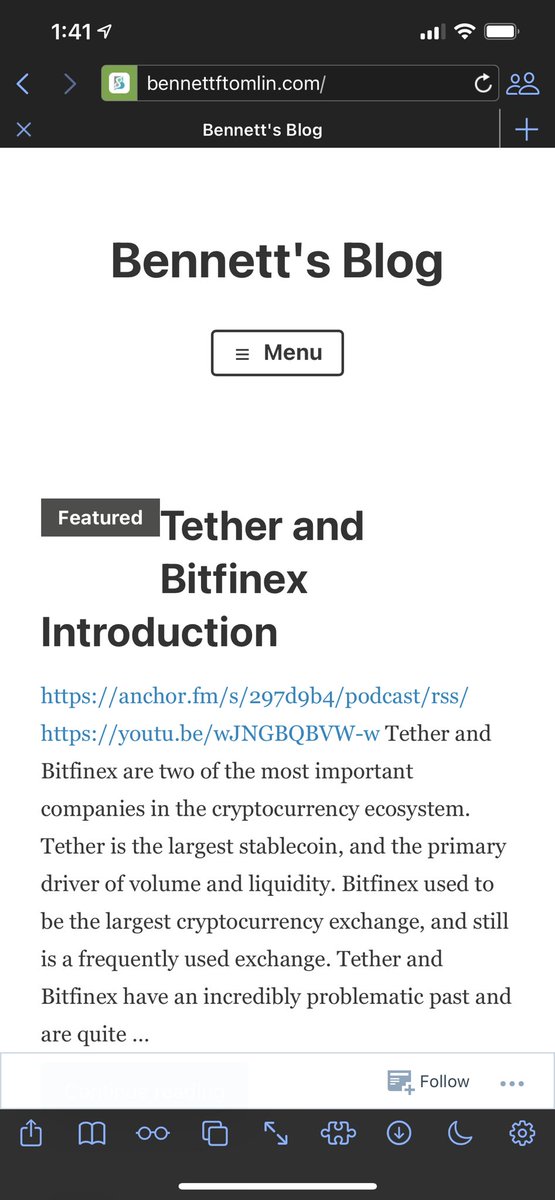 1:41
bennettftomlin.com/
Bennett's Blog
Bennett's Blog
≡ Menu
Featured
Tether and
Bitfinex
Introduction
https://anchor.fm/s/297d9b4/podcast/rss/
https://youtu.be/wJNGBQBVW-w Tether and
Bitfinex are two of the most important
companies in the cryptocurrency ecosystem.
Tether is the largest stablecoin, and the primary
driver of volume and liquidity. Bitfinex used to
be the largest cryptocurrency exchange, and still
is a frequently used exchange. Tether and
Bitfinex have an incredibly problematic past and
are quite ...
Continue reading
Follow